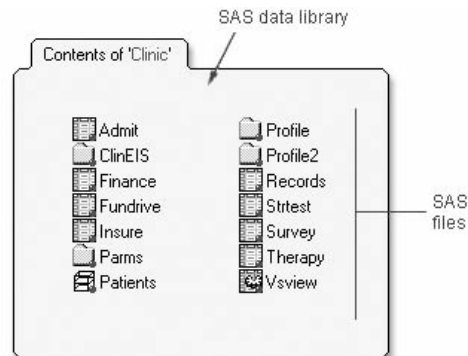 SAS data library
Contents of 'Clinic'
Admit
ClinEIS
Finance
Fundrive
Insure
Parms
Patients
Profile
Profile2
Records
Strtest
Survey
Therapy
Vsview
SAS
files